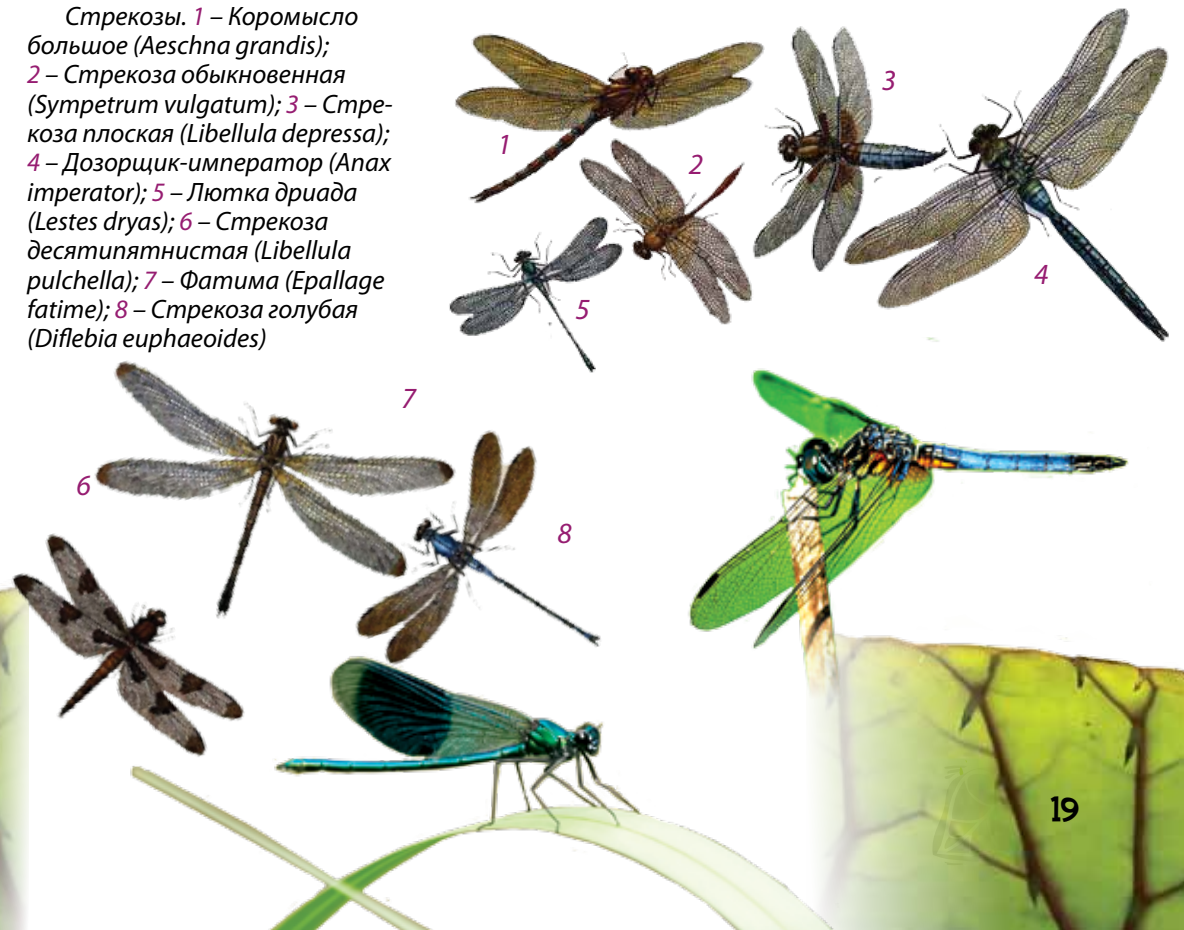 Стрекозы. 1 – Коромысло
большое (Aeschna grandis);
2 – Стрекоза обыкновенная
(Sympetrum vulgatum); 3 – Стре-
коза плоская (Libellula depressa);
4 – Дозорщик-император (Anax
imperator); 5 – Лютка дриада
(Lestes dryas); 6 – Стрекоза
десятипятнистая (Libellula
pulchella); 7 – Фатима (Epallage
fatime); 8 – Стрекоза голубая
(Diflebia euphaeoides)
1
2
3
4
5
6
7
8
19